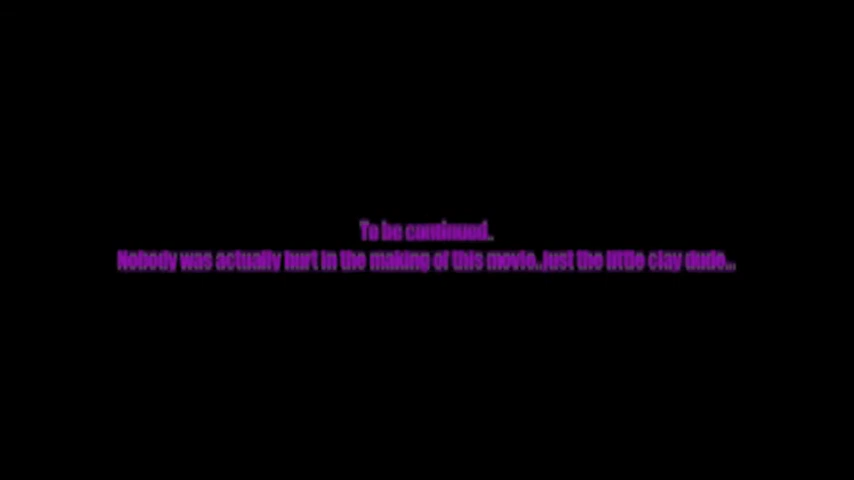 To be continued..
Nobody was actually hurt in the making of this movie..just the little clay dude...